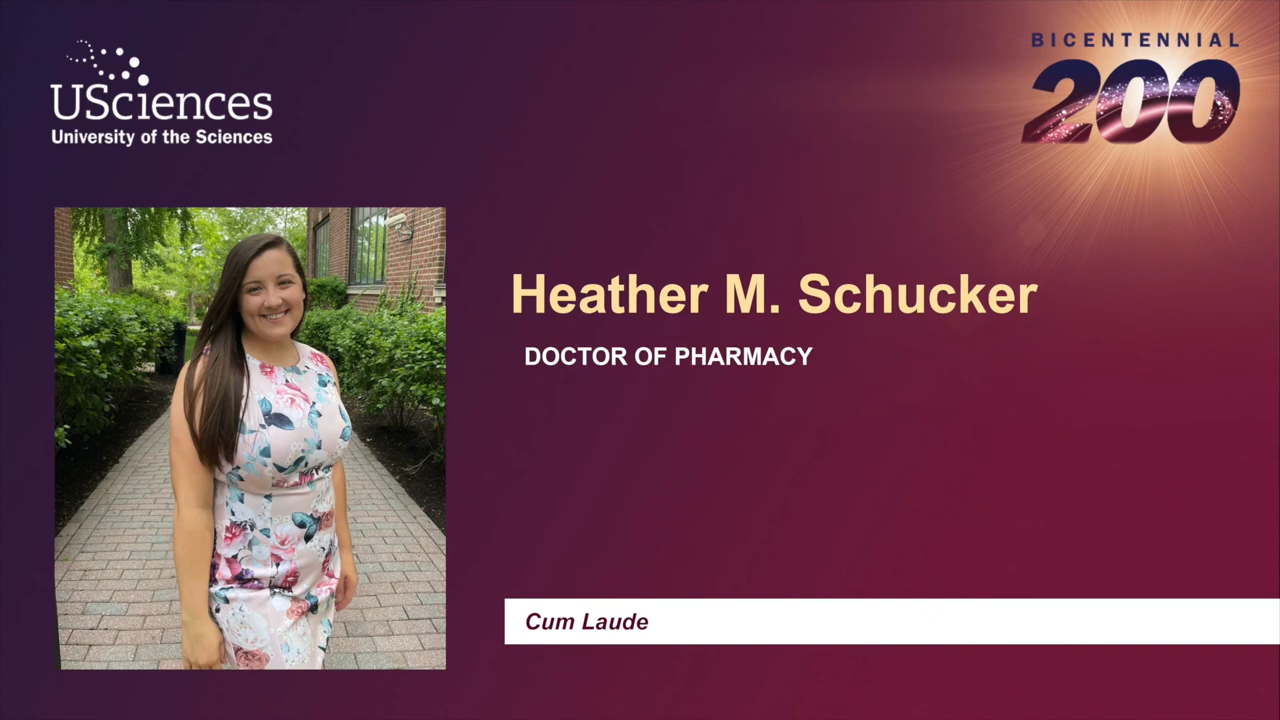 USciences
University of the Sciences
BICENTENNIAL
200
Heather M. Schucker
DOCTOR OF PHARMACY
Cum Laude